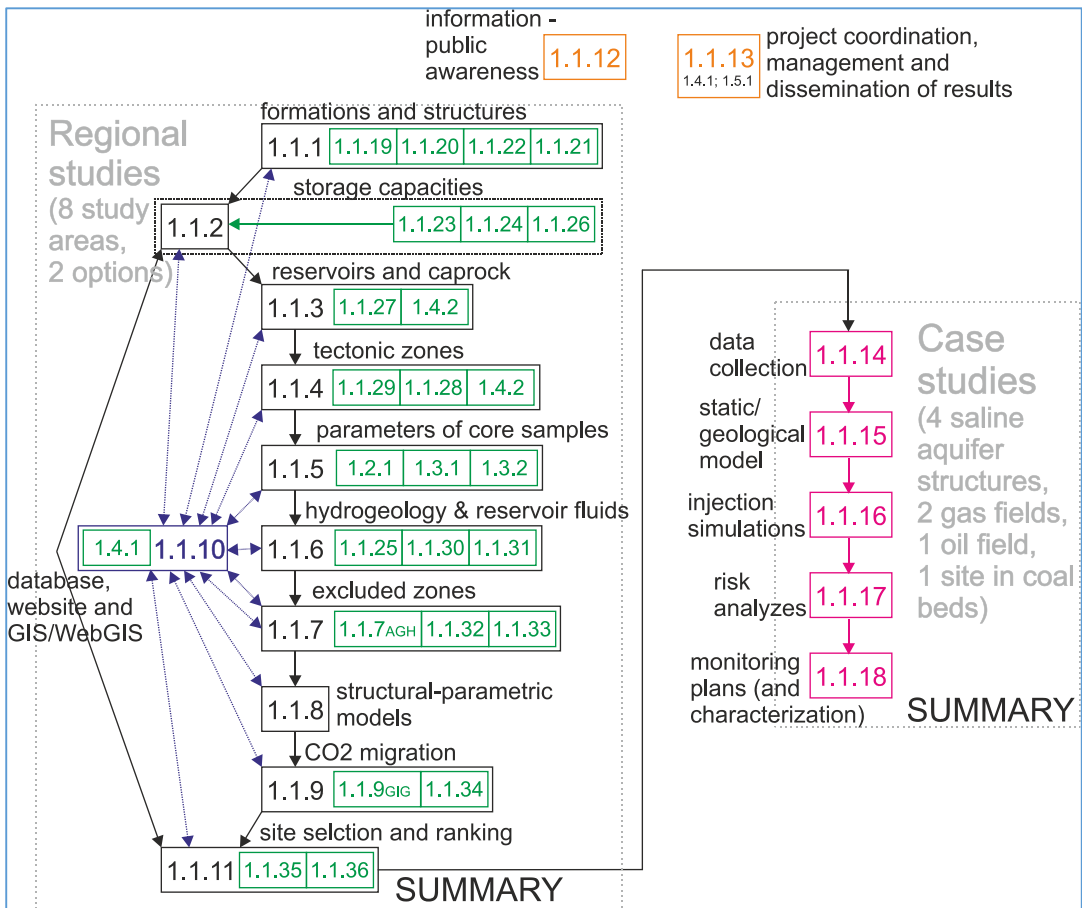 information -
public
awareness
1.1.12
1.1.13
1.4.1; 1.5.1
project coordination,
management and
dissemination of results
Regional
studies
(8 study
areas,
2 options)
formations and structures
1.1.1 1.1.19 1.1.20 1.1.22 1.1.21
storage capacities
1.1.2 1.1.23 1.1.24 1.1.26
reservoirs and caprock
1.1.3 1.1.27 1.4.2
tectonic zones
1.1.4 1.1.29 1.1.28 1.4.2
parameters of core samples
1.1.5 1.2.1 1.3.1 1.3.2
hydrogeology & reservoir fluids
1.4.1 1.1.10 1.1.6 1.1.25 1.1.30 1.1.31
database,
website and
GIS/WebGIS
excluded zones
1.1.7 1.1.7AGH 1.1.32 1.1.33
1.1.8 structural-parametric
models
CO2 migration
1.1.9 1.1.9GIG 1.1.34
site selction and ranking
1.1.11 1.1.35 1.1.36
SUMMARY
data
collection
1.1.14
static/
geological
model
1.1.15
injection
simulations
1.1.16
risk
analyzes
1.1.17
monitoring
plans (and
characterization)
1.1.18
Case
studies
(4 saline
aquifer
structures,
2 gas fields,
1 oil field,
1 site in coal
beds)
SUMMARY